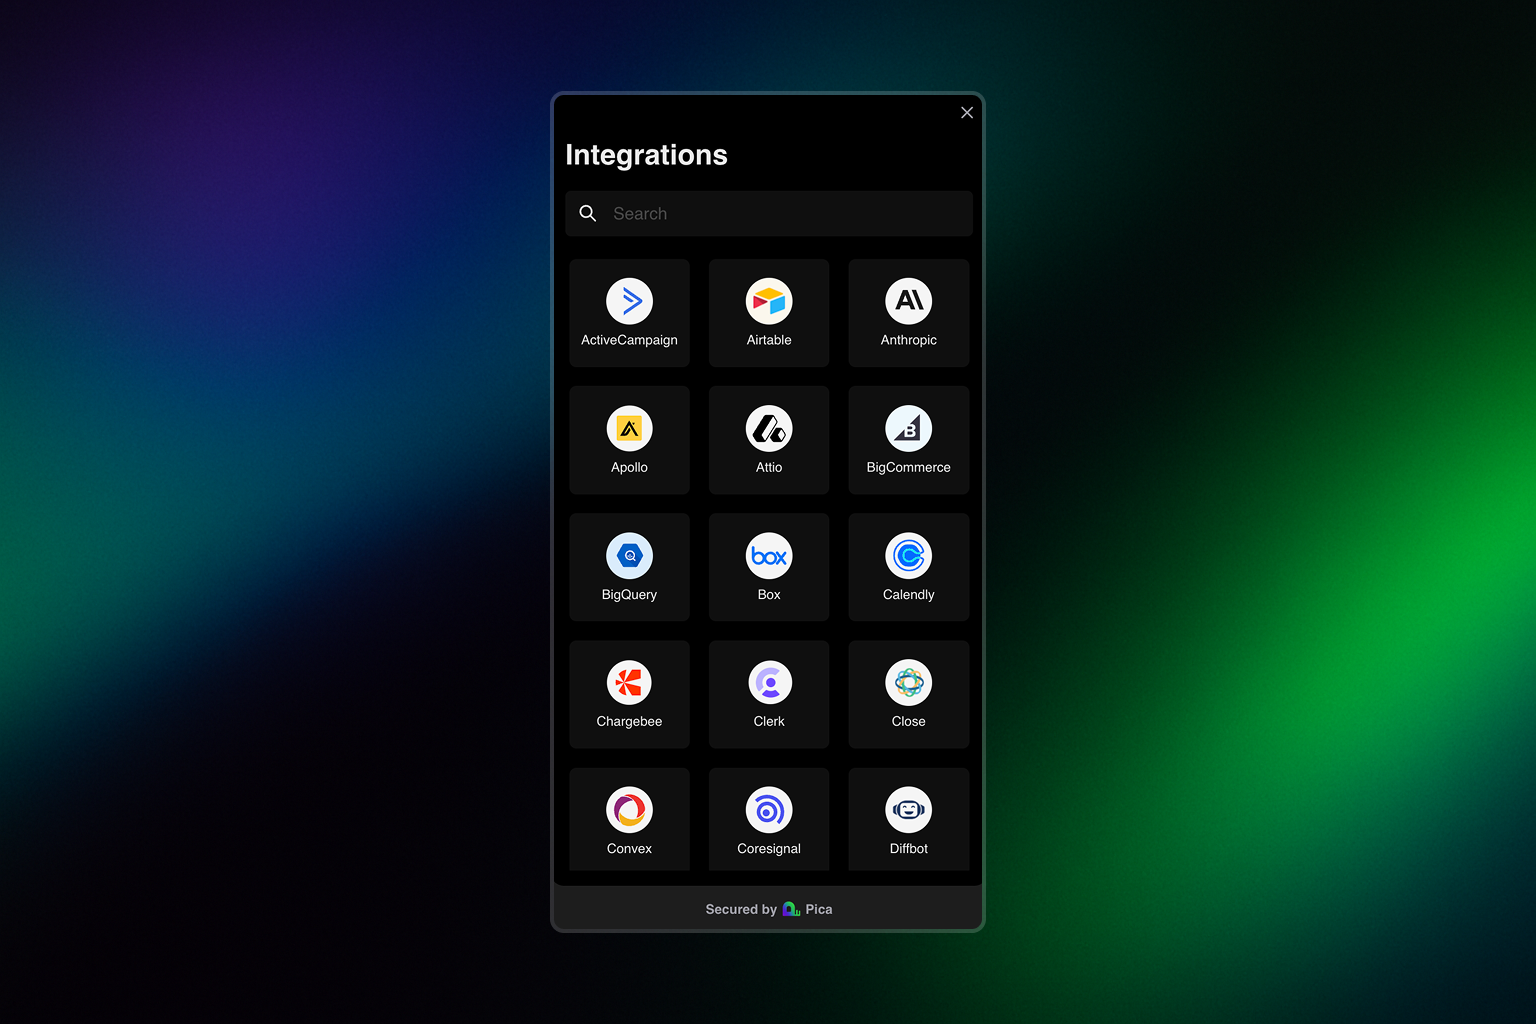 Integrations
Search
ActiveCampaign
Airtable
Anthropic
Apollo
Attio
BigCommerce
BigQuery
box
Box
Calendly
Chargebee
Clerk
Close
Convex
Coresignal
Diffbot
Secured by Pica